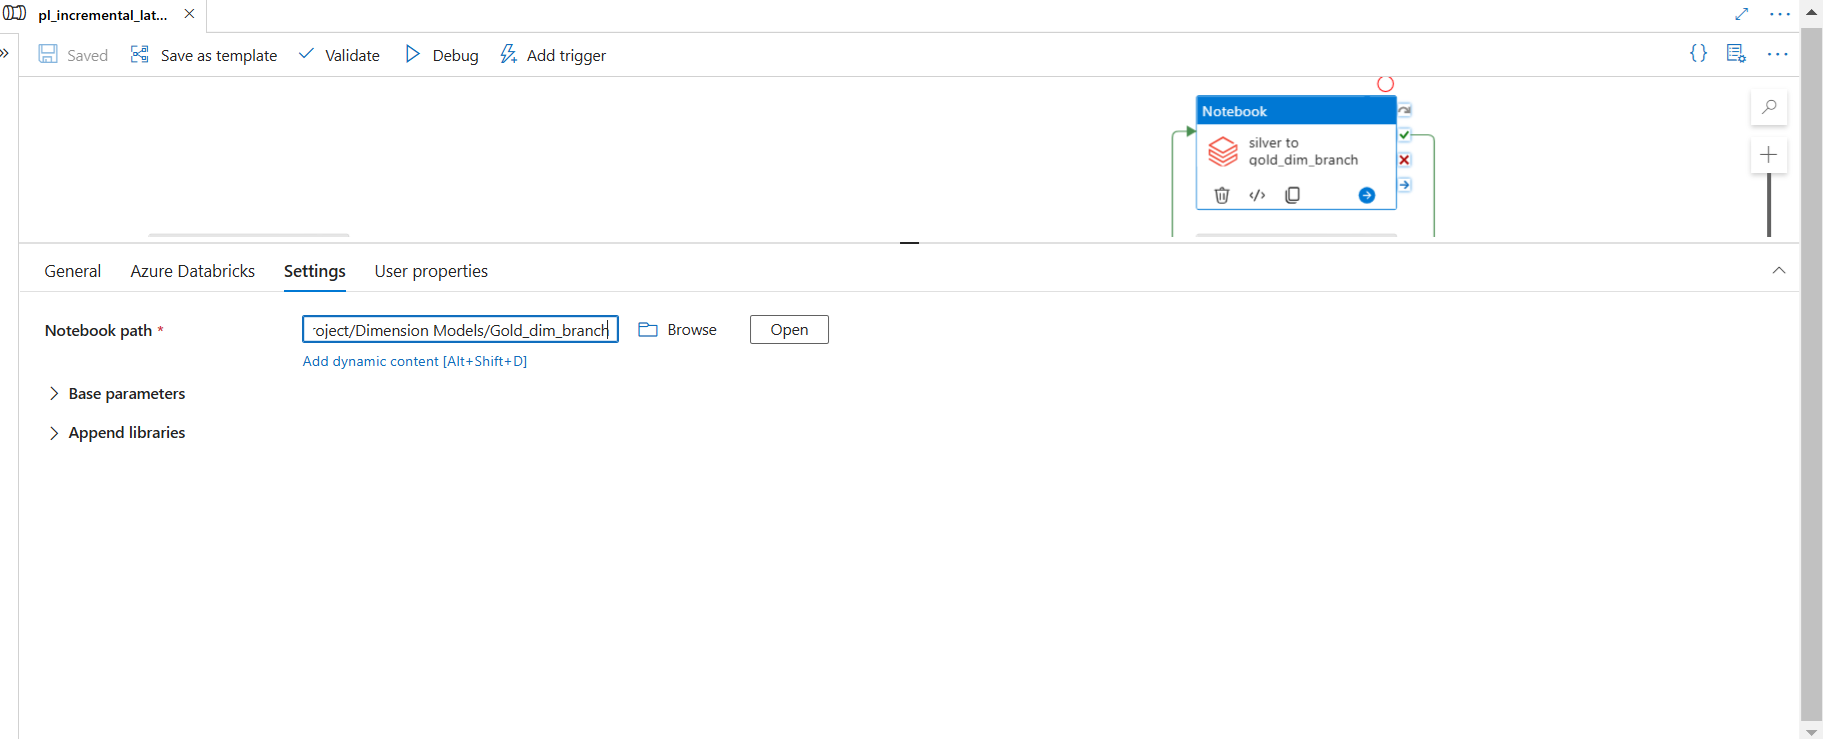 pl_incremental_lat...
Saved Save as template Validate Debug Add trigger
Notebook
silver to
gold_dim_branch
General Azure Databricks Settings User properties
Notebook path *
roject/Dimension Models/Gold_dim_branch Browse Open
Add dynamic content [Alt+Shift+D]
Base parameters
Append libraries